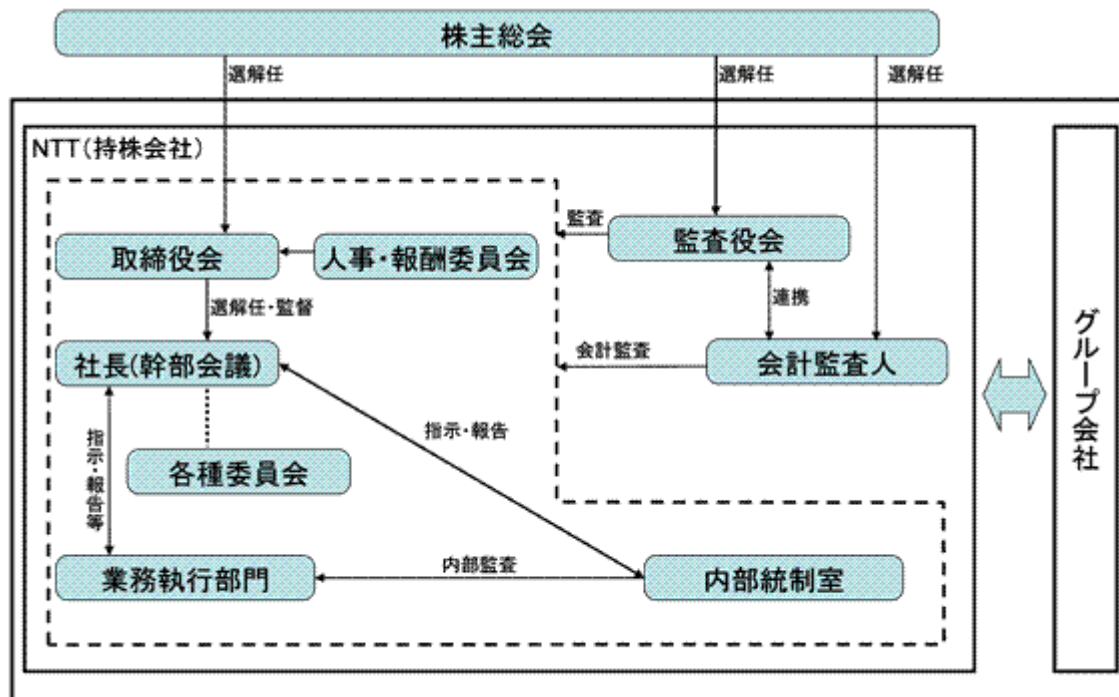 株主総会
選解任
選解任
選解任
NTT(持株会社)
監査
監査役会
取締役会
人事・報酬委員会
連携
選解任・監督
社長(幹部会議)
会計監査
会計監査人
グループ会社
指示・報告
各種委員会
指示・報告等
内部監査
業務執行部門
内部統制室